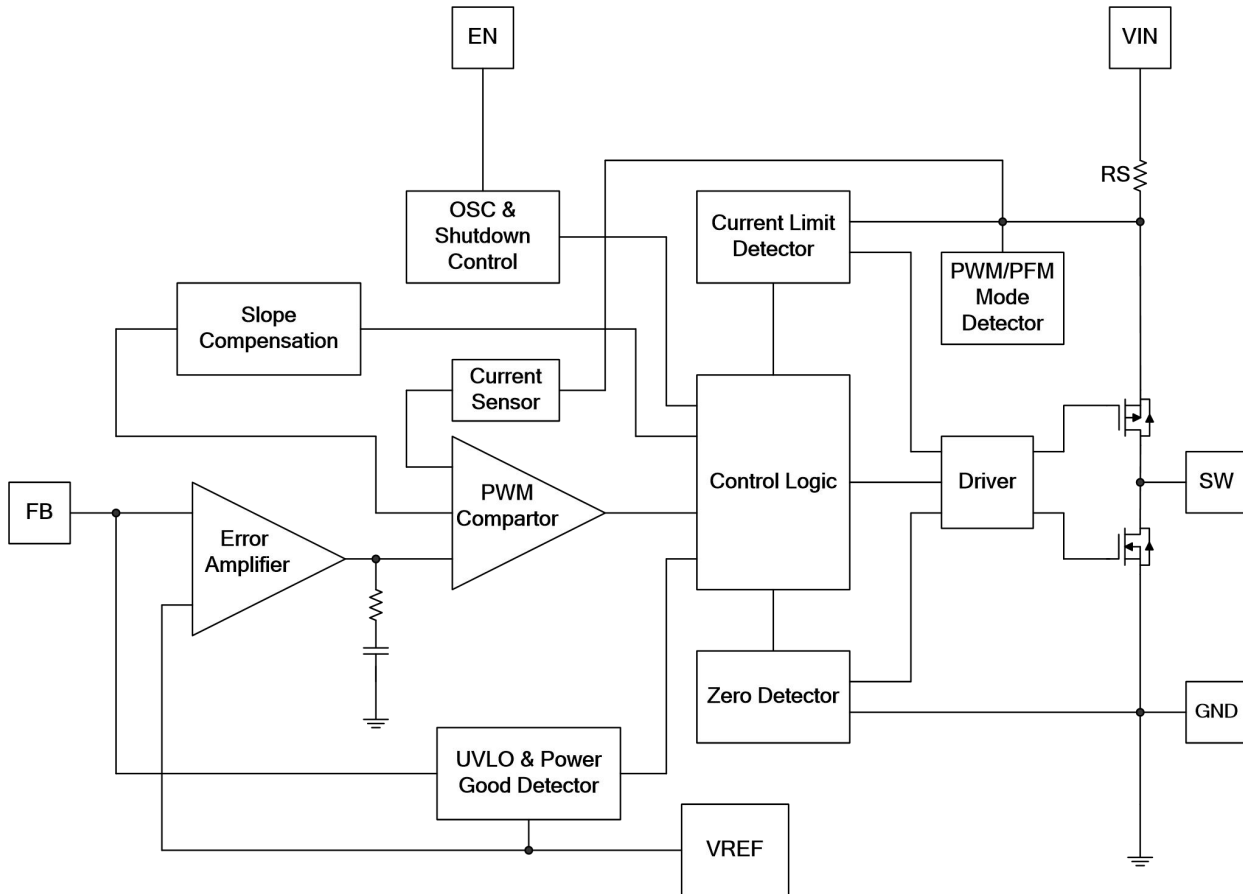 EN
VIN
RS
OSC &
Shutdown
Control
Current Limit
Detector
PWM/PFM
Mode
Detector
Slope
Compensation
Current
Sensor
PWM
Compartor
Control Logic
Driver
SW
FB
Error
Amplifier
Zero Detector
GND
UVLO & Power
Good Detector
VREF